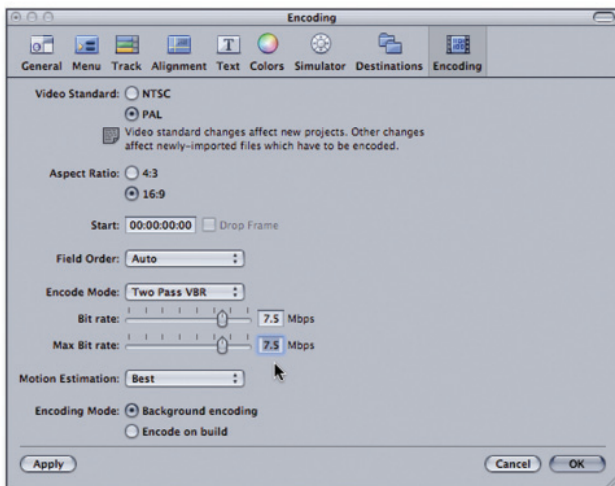 Encoding
General Menu Track Alignment Text Colors Simulator Destinations Encoding
Video Standard: NTSC
PAL
Video standard changes affect new projects. Other changes
affect newly-imported files which have to be encoded.
Aspect Ratio: 4:3
16:9
Start: 00:00:00:00 Drop Frame
Field Order: Auto
Encode Mode: Two Pass VBR
Bit rate: 7.5 Mbps
Max Bit rate: 7.5 Mbps
Motion Estimation: Best
Encoding Mode: Background encoding
Encode on build
Apply Cancel OK